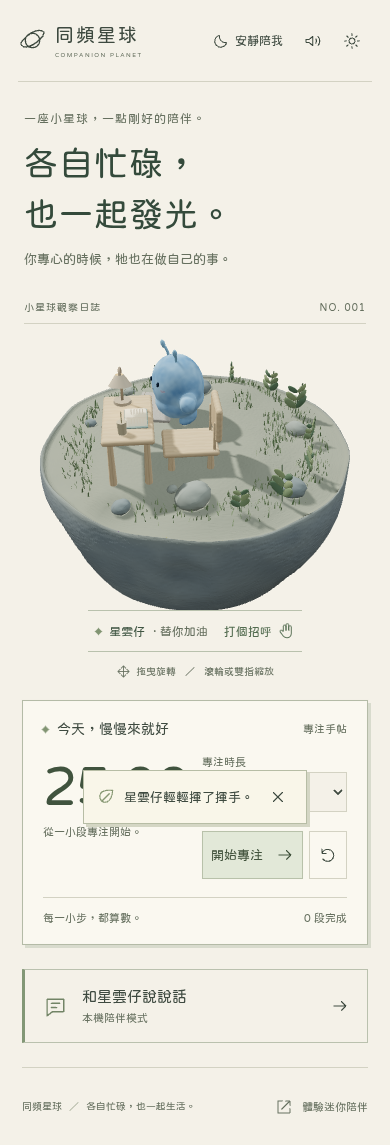 同頻星球
COMPANION PLANET
安靜陪我
一座小星球，一點剛好的陪伴。
各自忙碌，
也一起發光。
你專心的時候，牠也在做自己的事。
小星球觀察日誌
NO. 001
星雲仔 · 替你加油
打個招呼
拖曳旋轉 ／ 滾輪或雙指縮放
今天，慢慢來就好
專注手帖
專注時長
星雲仔輕輕揮了揮手。
從一小段專注開始。
開始專注
每一小步，都算數。
0 段完成
和星雲仔說說話
本機陪伴模式
同頻星球 ／ 各自忙碌，也一起生活。
體驗迷你陪伴